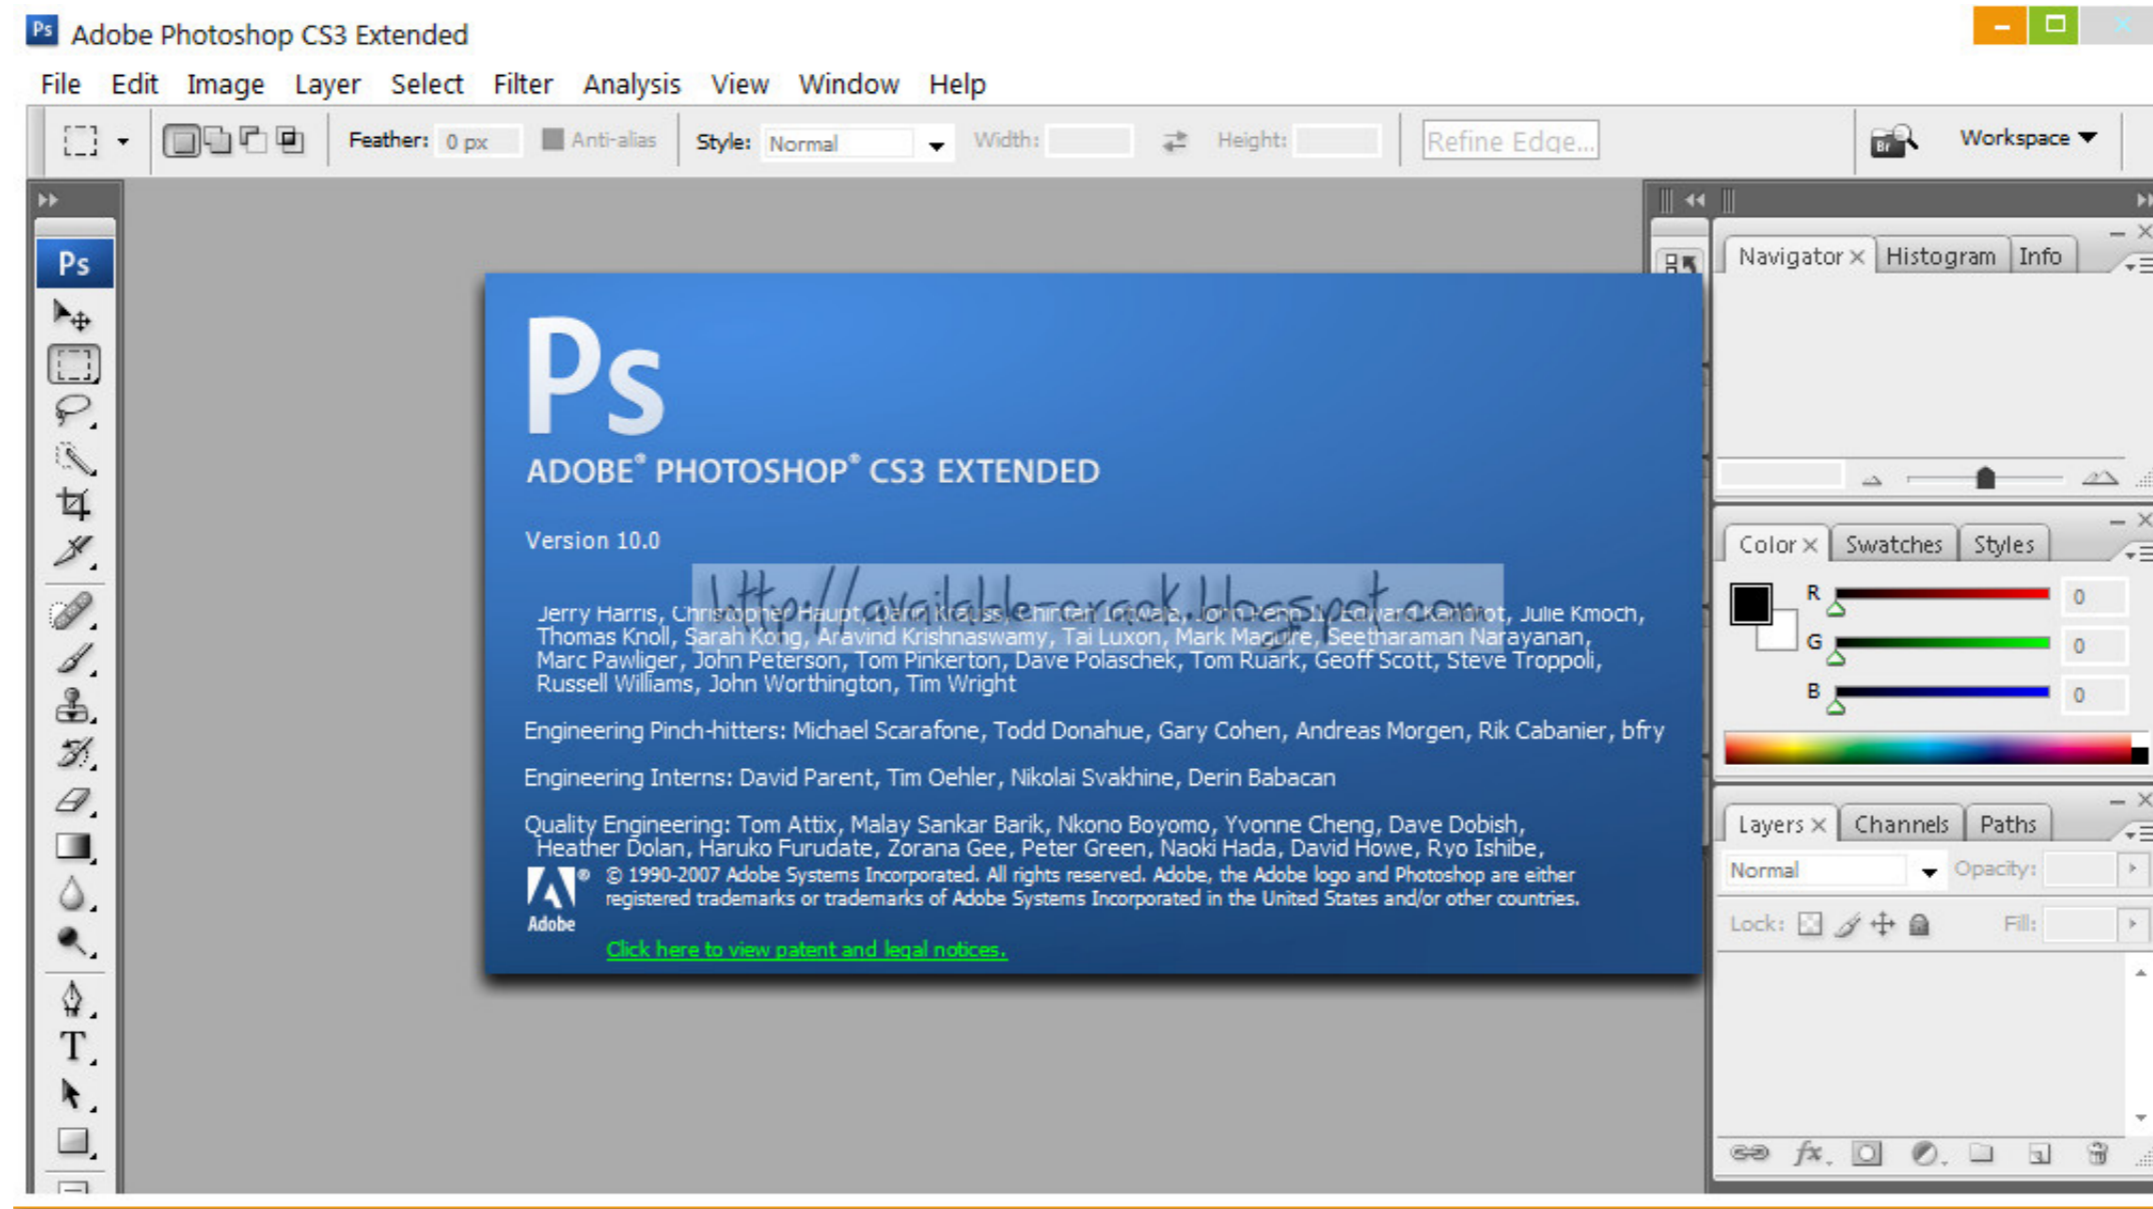 Ps Adobe Photoshop CS3 Extended
File Edit Image Layer Select Filter Analysis View Window Help
Feather: 0 px Anti-alias Style: Normal Width: Height: Refine Edge... Br Workspace
Ps
Navigator Histogram Info
Ps
ADOBE® PHOTOSHOP® CS3 EXTENDED
Version 10.0
http://available-crack.blogspot.com
Jerry Harris, Christopher Haupt, Julie Kmoch,
Thomas Knoll, Sarah Kong, Aravind Krishnaswamy, Tai Luxon, Mark Maguire, Seetharaman Narayanan,
Marc Pawliger, John Peterson, Tom Pinkerton, Dave Polaschek, Tom Ruark, Geoff Scott, Steve Troppoli,
Russell Williams, John Worthington, Tim Wright
Engineering Pinch-hitters: Michael Scarafone, Todd Donahue, Gary Cohen, Andreas Morgen, Rik Cabanier, bfry
Engineering Interns: David Parent, Tim Oehler, Nikolai Svakhine, Derin Babacan
Quality Engineering: Tom Attix, Malay Sankar Barik, Nkono Boyomo, Yvonne Cheng, Dave Dobish,
Heather Dolan, Haruko Furudate, Zorana Gee, Peter Green, Naoki Hada, David Howe, Ryo Ishibe,
© 1990-2007 Adobe Systems Incorporated. All rights reserved. Adobe, the Adobe logo and Photoshop are either
registered trademarks or trademarks of Adobe Systems Incorporated in the United States and/or other countries.
Adobe
Click here to view patent and legal notices.
Color Swatches Styles
R 0
G 0
B 0
Layers Channels Paths
Normal Opacity:
Lock: Fill:
fx
T